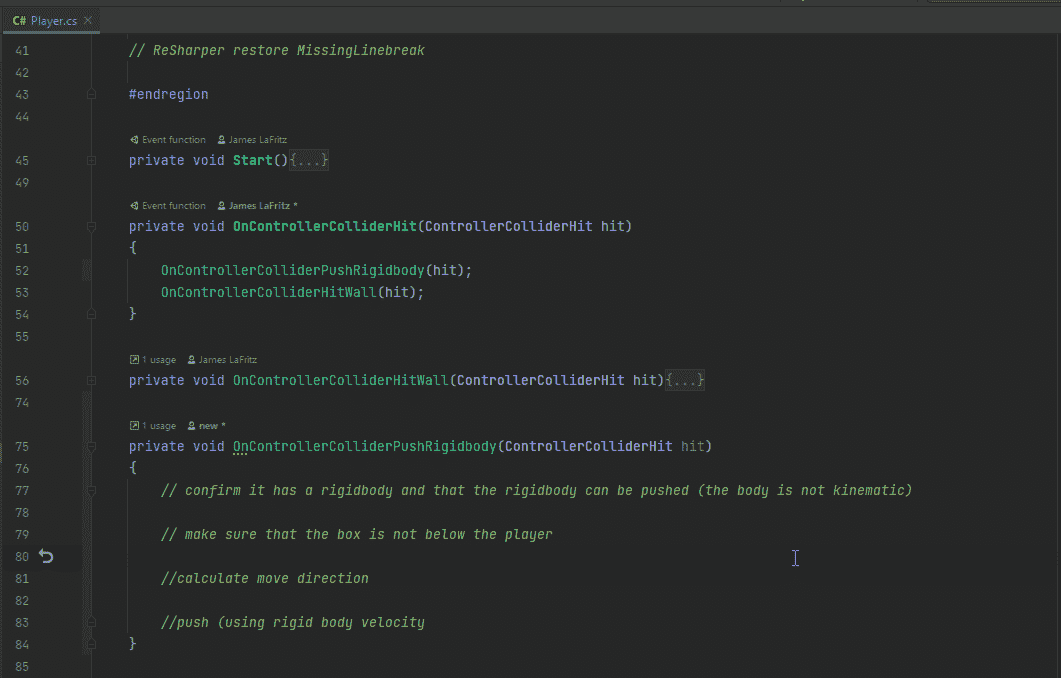 C# Player.cs ×
41 // ReSharper restore MissingLinebreak
42
43 #endregion
44
Event function James LaFritz
45 private void Start(){...}
49
Event function James LaFritz *
50 private void OnControllerColliderHit(ControllerColliderHit hit)
51 {
52 OnControllerColliderPushRigidbody(hit);
53 OnControllerColliderHitWall(hit);
54 }
55
1 usage James LaFritz
56 private void OnControllerColliderHitWall(ControllerColliderHit hit){...}
74
1 usage new *
75 private void OnControllerColliderPushRigidbody(ControllerColliderHit hit)
76 {
77 // confirm it has a rigidbody and that the rigidbody can be pushed (the body is not kinematic)
78
79 // make sure that the box is not below the player
80
81 //calculate move direction
82
83 //push (using rigid body velocity
84 }
85